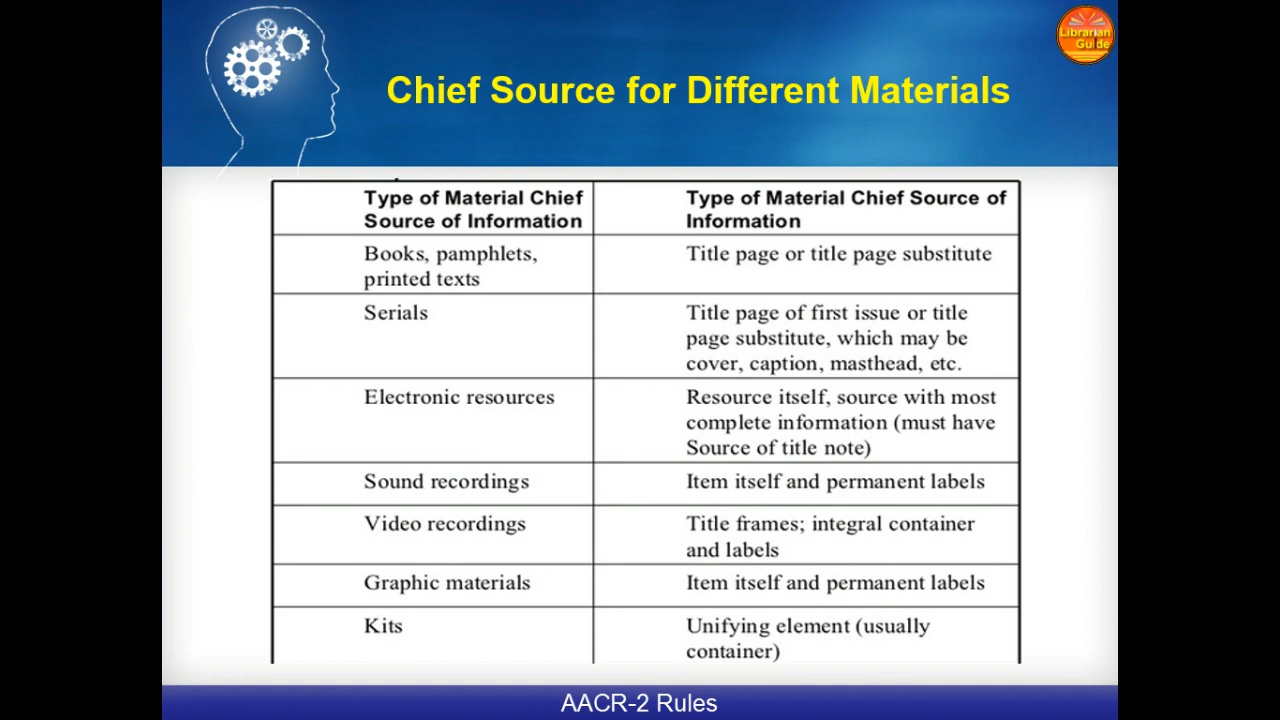 Librarian
Guide
Chief Source for Different Materials
Type of Material Chief
Source of Information
Type of Material Chief Source of
Information
Books, pamphlets,
printed texts
Title page or title page substitute
Serials
Title page of first issue or title
page substitute, which may be
cover, caption, masthead, etc.
Electronic resources
Resource itself, source with most
complete information (must have
Source of title note)
Sound recordings
Item itself and permanent labels
Video recordings
Title frames; integral container
and labels
Graphic materials
Item itself and permanent labels
Kits
Unifying element (usually
container)
AACR-2 Rules